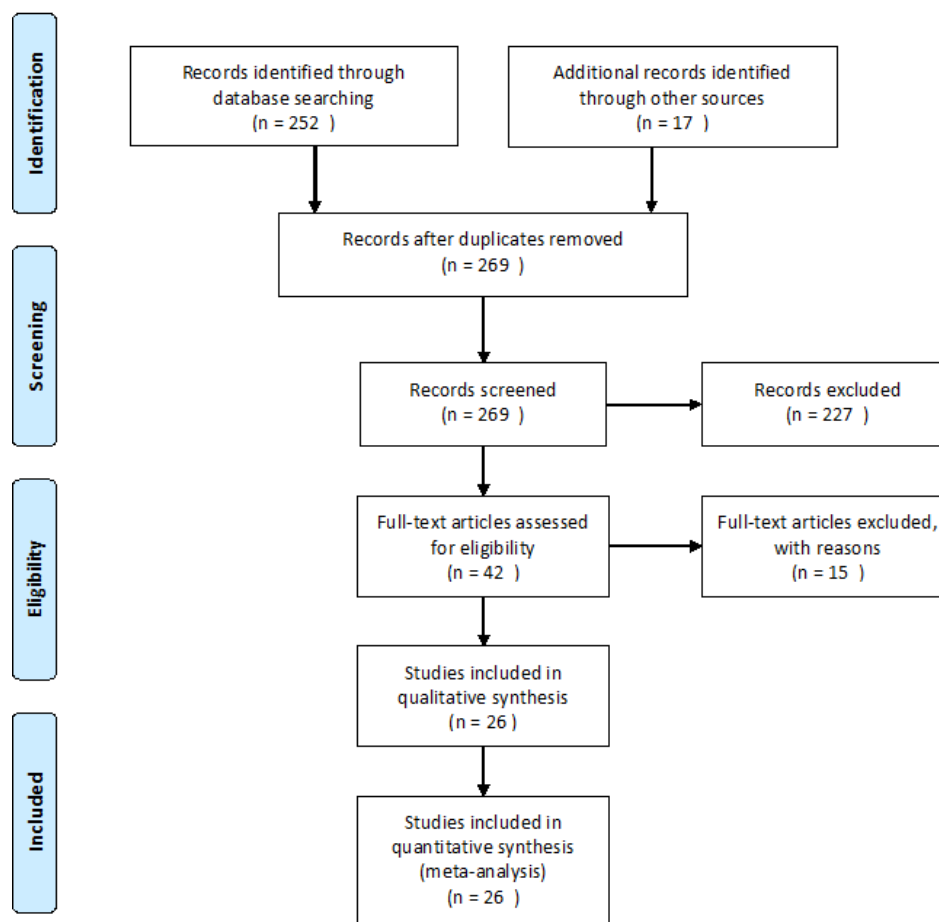 Identification
Records identified through
database searching
(n = 252  )
Additional records identified
through other sources
(n = 17  )
Records after duplicates removed
(n = 269  )
Screening
Records screened
(n = 269  )
Records excluded
(n = 227  )
Eligibility
Full-text articles assessed
for eligibility
(n = 42  )
Full-text articles excluded,
with reasons
(n = 15  )
Studies included in
qualitative synthesis
(n = 26  )
Included
Studies included in
quantitative synthesis
(meta-analysis)
(n = 26  )